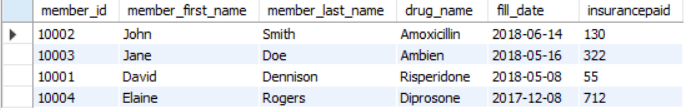 member_id member_first_name member_last_name drug_name fill_date insurancepaid
10002 John Smith Amoxicillin 2018-06-14 130
10003 Jane Doe Ambien 2018-05-16 322
10001 David Dennison Risperidone 2018-05-08 55
10004 Elaine Rogers Diprosone 2017-12-08 712